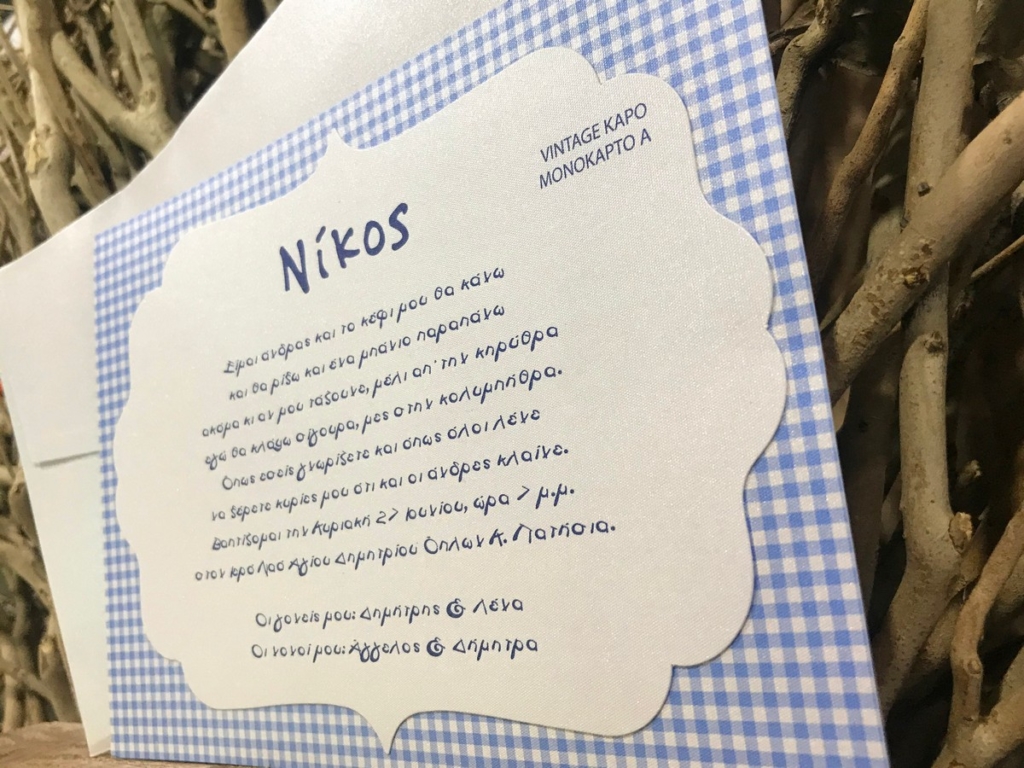 VINTAGE ΚΑΡΟ
ΜΟΝΟΚΑΡΤΟ Α
Νίκος
Είμαι άνδρας και το κέφι μου θα κάνω
και θα ρίξω και ένα μπάνιο παραπάνω
ακόμα κι αν μου τάξουνε, μέλι απ' την κηρύθρα
εγώ θα κλάψω σίγουρα, μες στην κολυμπήθρα.
Όπως εσείς γνωρίζετε και όπως όλοι λένε
να ξέρετε κυρίες μου ότι και οι άνδρες κλαίνε.
Βαπτίζομαι την Κυριακή 27 Ιουνίου, ώρα 7 μ.μ.
στον Ιερό Ναό Αγίου Δημητρίου Όπλων Κ. Πατήσια.
Οι γονείς μου: Δημήτρης & Λένα
Οι νονοί μου: Άγγελος & Δήμητρα